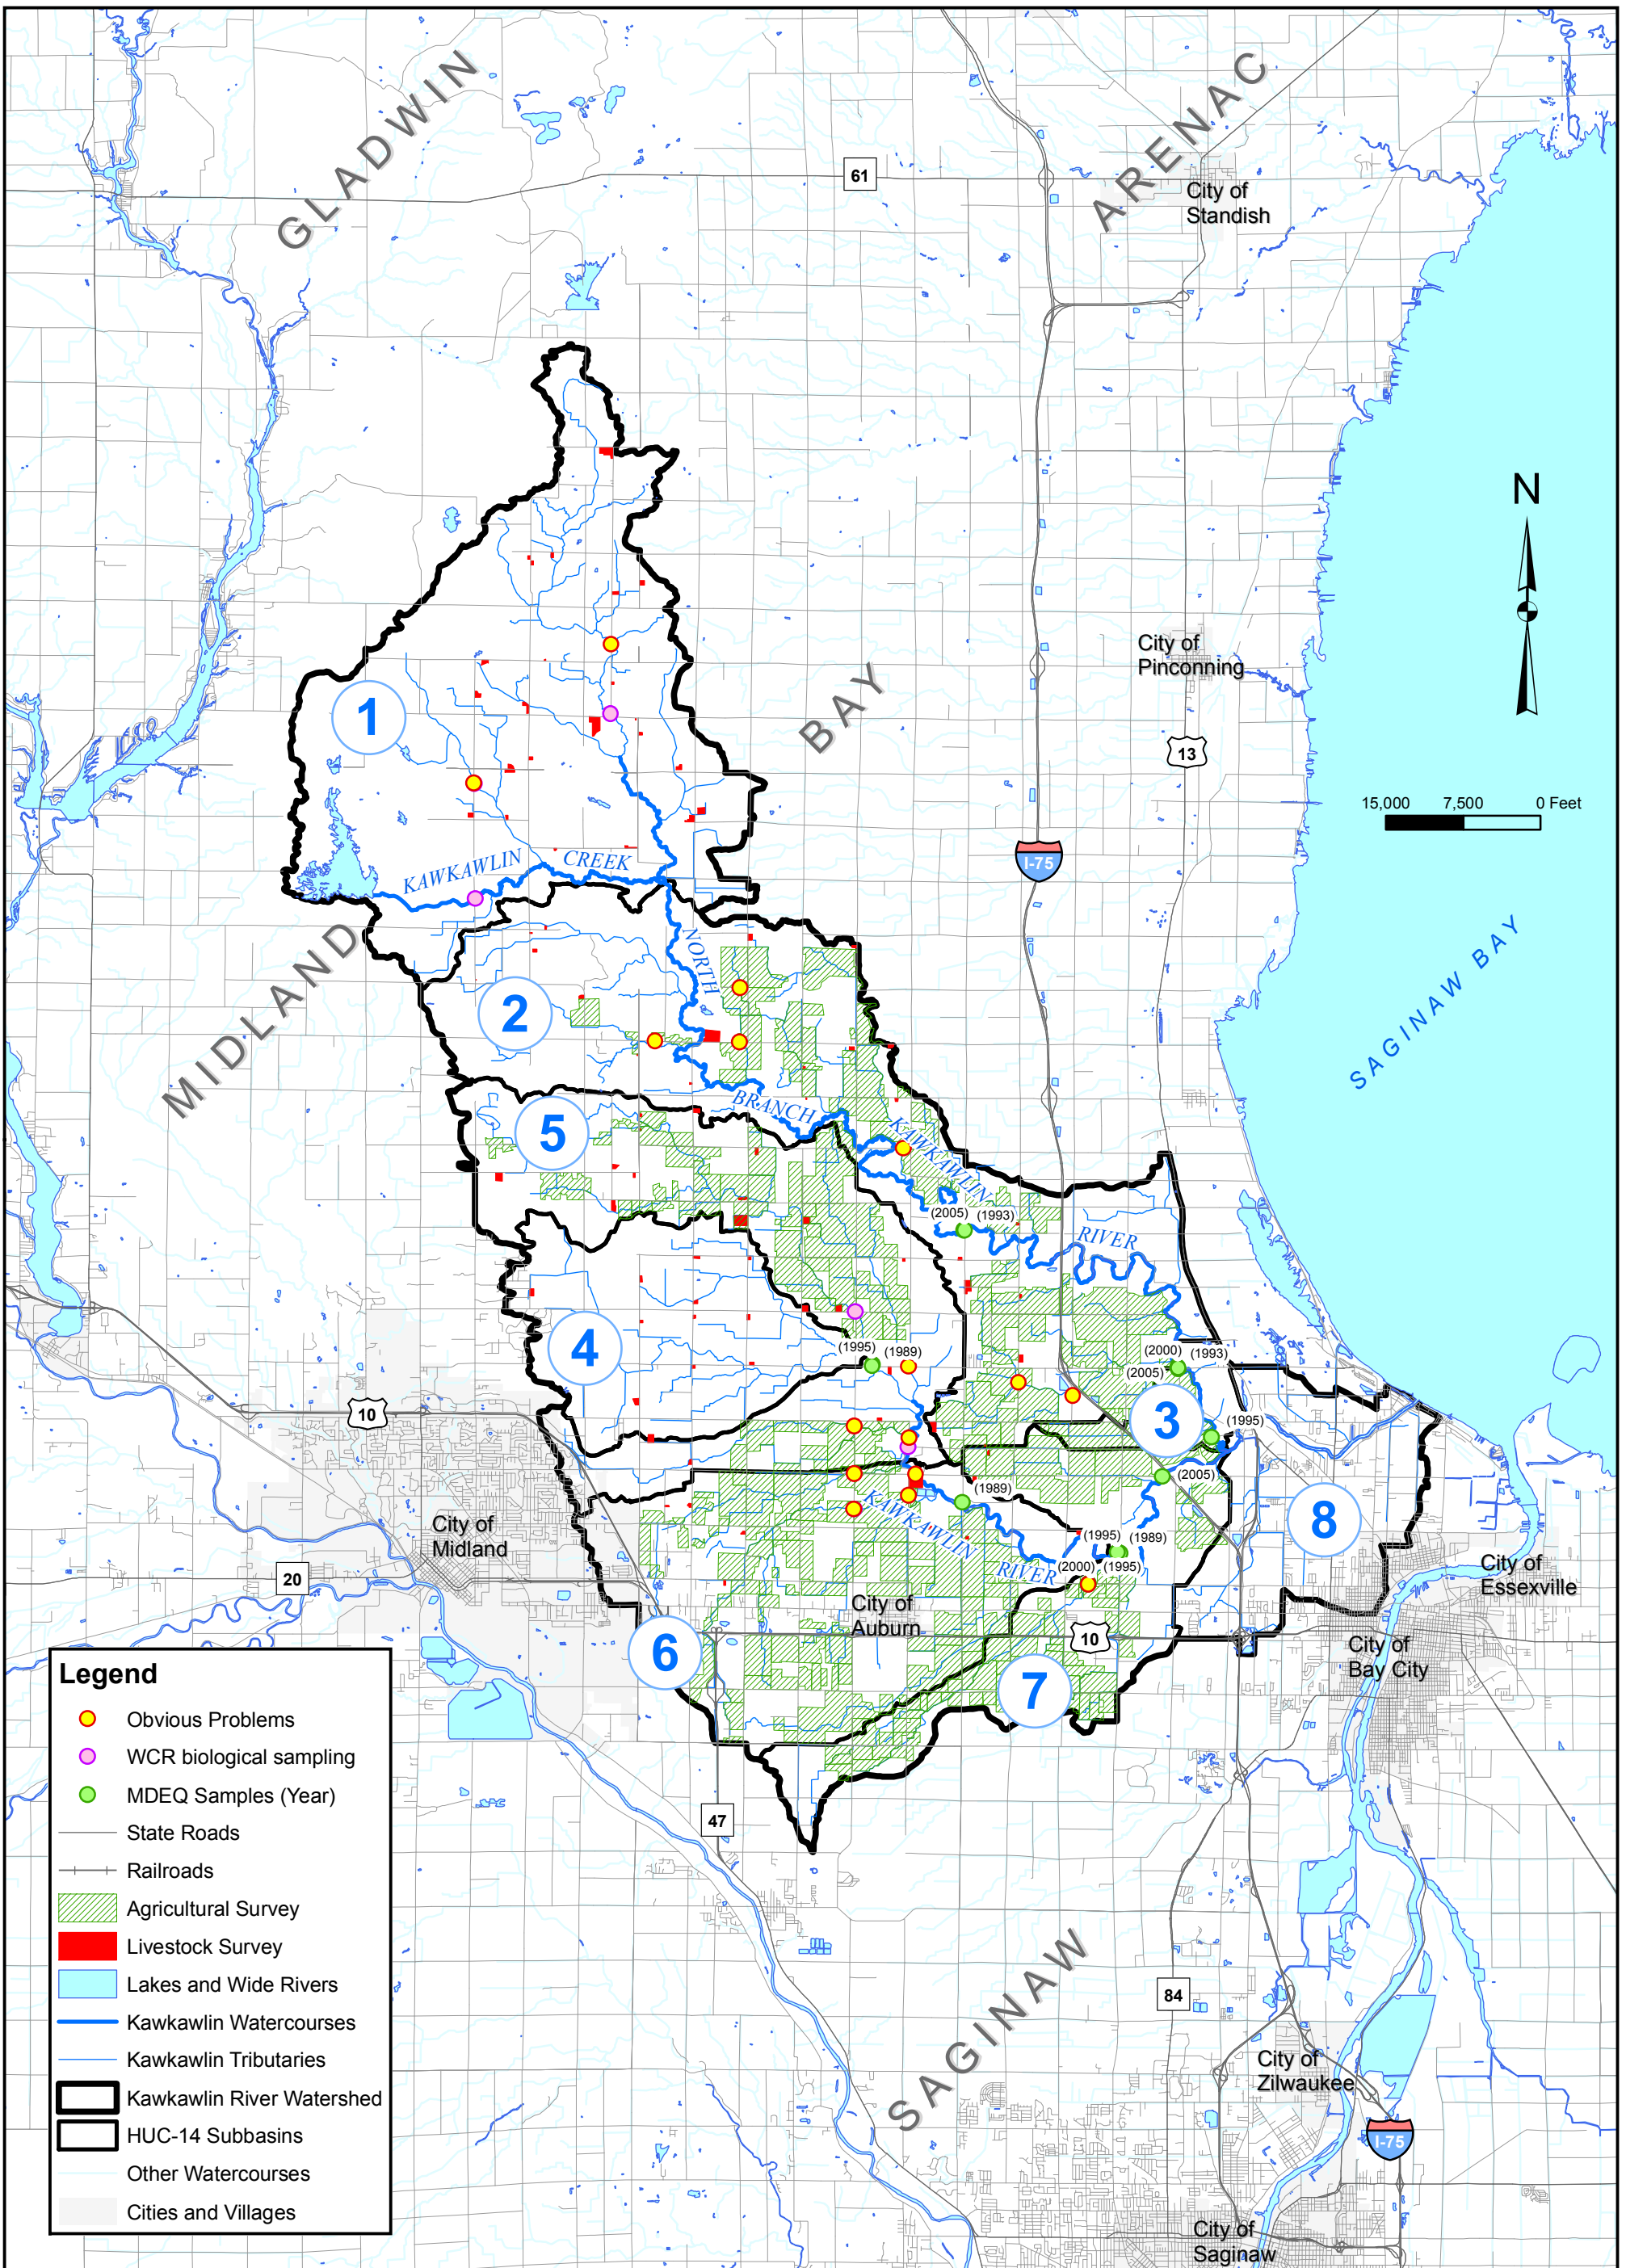 GLADWIN
ARENAC
61
City of
Standish
N
1
BAY
City of
Pinconning
13
15,000 7,500 0 Feet
I-75
KAWKAWLIN CREEK
MIDLAND
NORTH
2
SAGINAW BAY
BRANCH
5
KAWKAWLIN
(2005) (1993)
RIVER
4
(1995) (1989)
(2000) (1993)
(2005)
10
3
(1995)
(2005)
(1989)
KAWKAWLIN
8
City of
Midland
(1995) (1989)
RIVER
(2000) (1995)
20
City of
Essexville
City of
Auburn
6
10
City of
Bay City
7
47
Legend
Obvious Problems
WCR biological sampling
MDEQ Samples (Year)
State Roads
Railroads
Agricultural Survey
Livestock Survey
Lakes and Wide Rivers
Kawkawlin Watercourses
Kawkawlin Tributaries
Kawkawlin River Watershed
HUC-14 Subbasins
Other Watercourses
Cities and Villages
SAGINAW
84
City of
Zilwaukee
I-75
City of
Saginaw